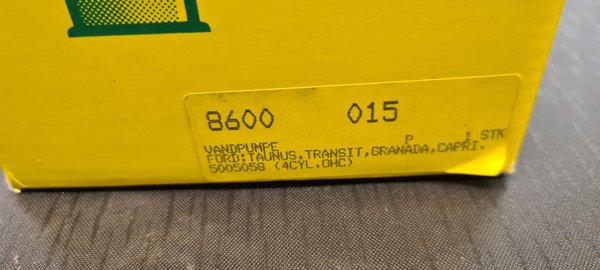 8600 015
VANDPUMPE P 1 STK
FORD:TAUNUS,TRANSIT,GRANADA,CAPRI.
5005058 (4CYL.OHC)